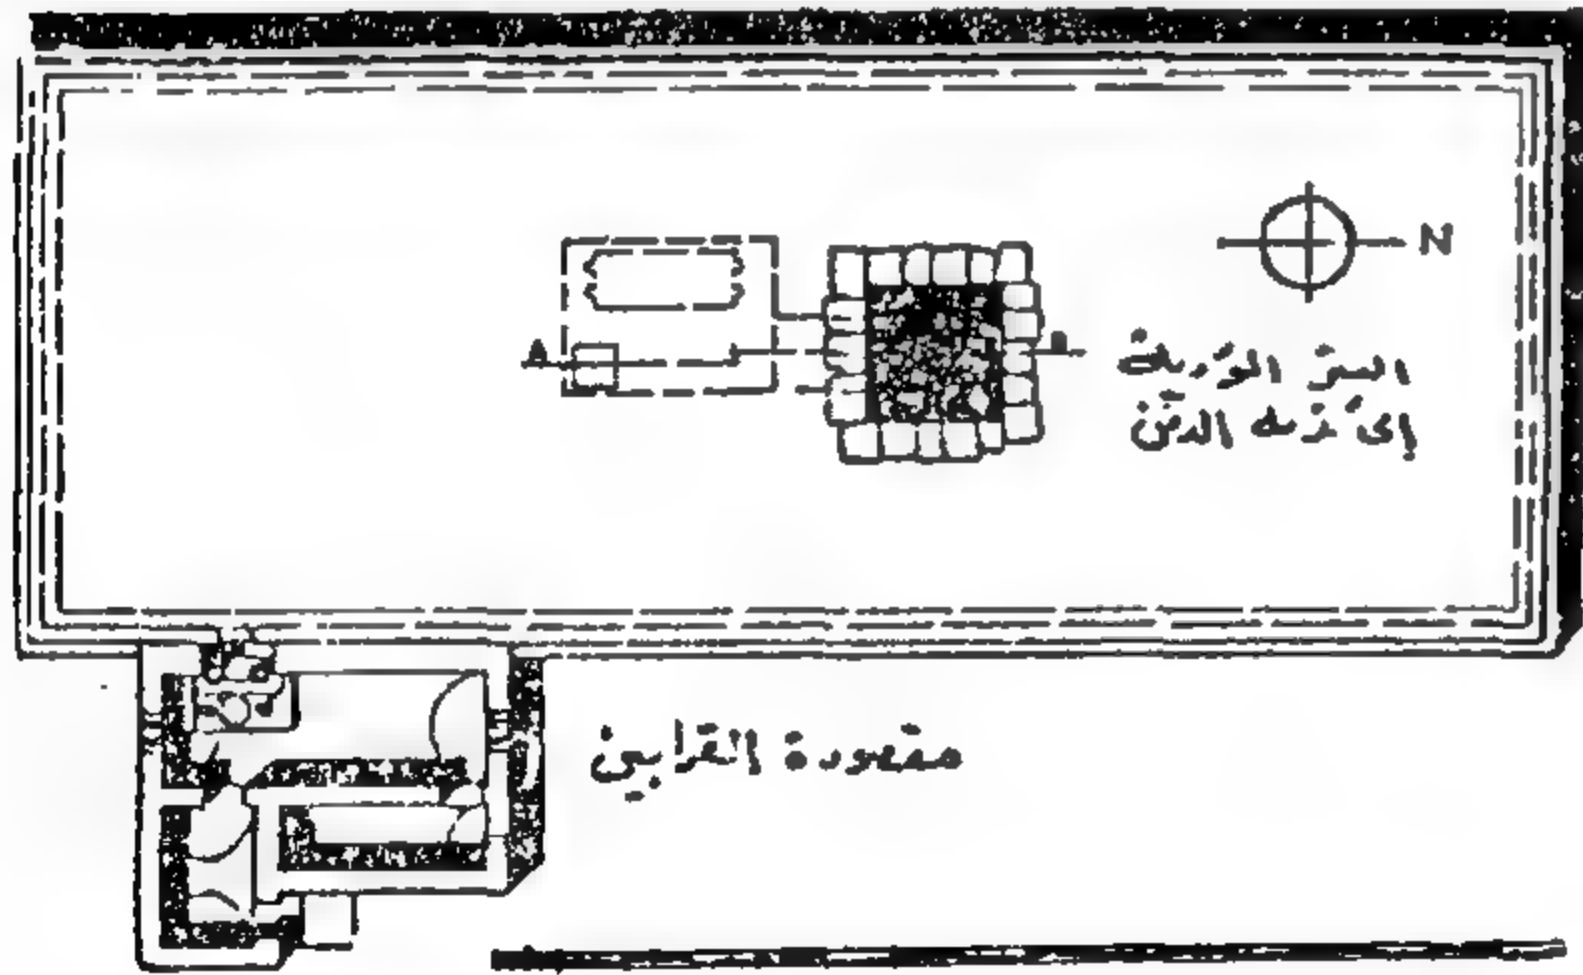 N
A
البئر المؤدية
إلى غرفة الدفن
مقصورة القرابين